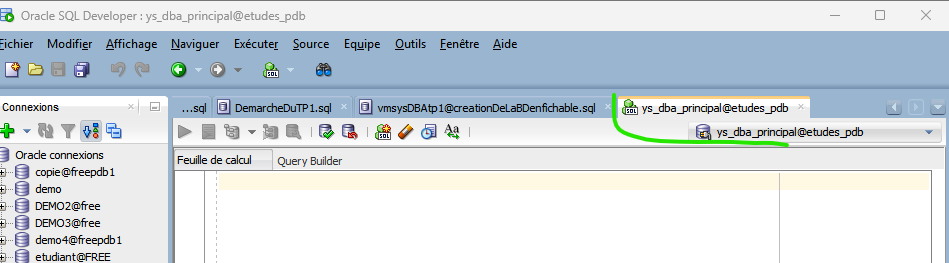 Oracle SQL Developer : ys_dba_principal@etudes_pdb
Fichier Modifier Affichage Naviguer Exécuter Source Equipe Outils Fenêtre Aide
Connexions
...sql DemarcheDuTP1.sql vmsysDBAtp1@creationDeLaBDenfichable.sql ys_dba_principal@etudes_pdb
Aa ys_dba_principal@etudes_pdb
Oracle connexions
copie@freepdb1
demo
DEMO2@free
DEMO3@free
demo4@freepdb1
etudiant@FREE
Feuille de calcul Query Builder